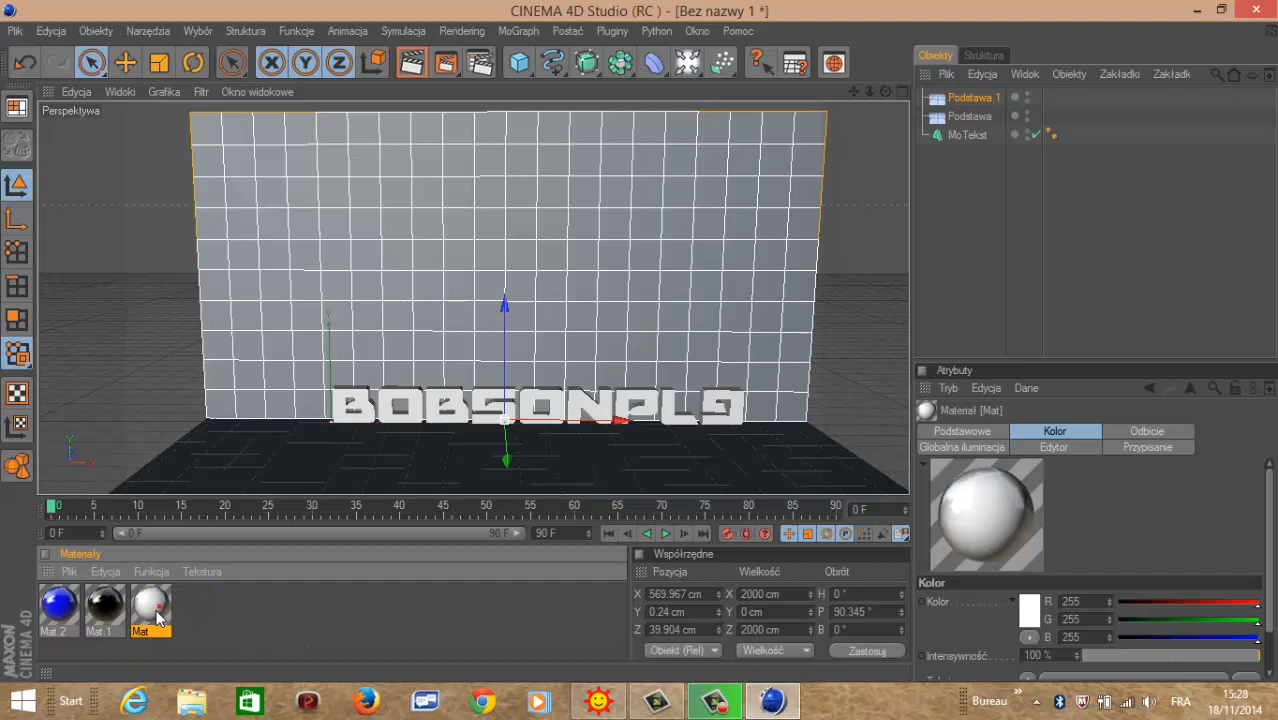 CINEMA 4D Studio (RC ) - [Bez nazwy 1 *]
Plik Edycja Obiekty Narzędzia Wybór Struktura Funkcje Animacja Symulacja Rendering MoGraph Postać Pluginy Python Okno Pomoc
X Y Z
Obiekty Struktura
Plik Edycja Widok Obiekty Zakładki Zakładk
Edycja Widoki Grafika Filtr Okno widokowe
Perspektywa
Podstawa.1
Podstawa
MoTekst
BOBSONPL
Y
Y
X
Atrybuty
Tryb Edycja Dane
Materiał [Mat]
Podstawowe Kolor Odbicie
Globalna iluminacja Edytor Przypisanie
0 5 10 15 20 25 30 35 40 45 50 55 60 65 70 75 80 85 90 0 F
0 F 0 F 90 F 90 F
Materiały
Plik Edycja Funkcja Tekstura
Mat 2 Mat 1 Mat
Współrzędne
Pozycja Wielkość Obrót
X 569.967 cm X 2000 cm H 0 °
Y 0.24 cm Y 0 cm P 90.345 °
Z 39.904 cm Z 2000 cm B 0 °
Obiekt (Rel) Wielkość Zastosuj
Kolor
Kolor R 255
G 255
B 255
Intensywność 100 %
MAXON
CINEMA 4D
Start
Bureau FRA
15:28
18/11/2014